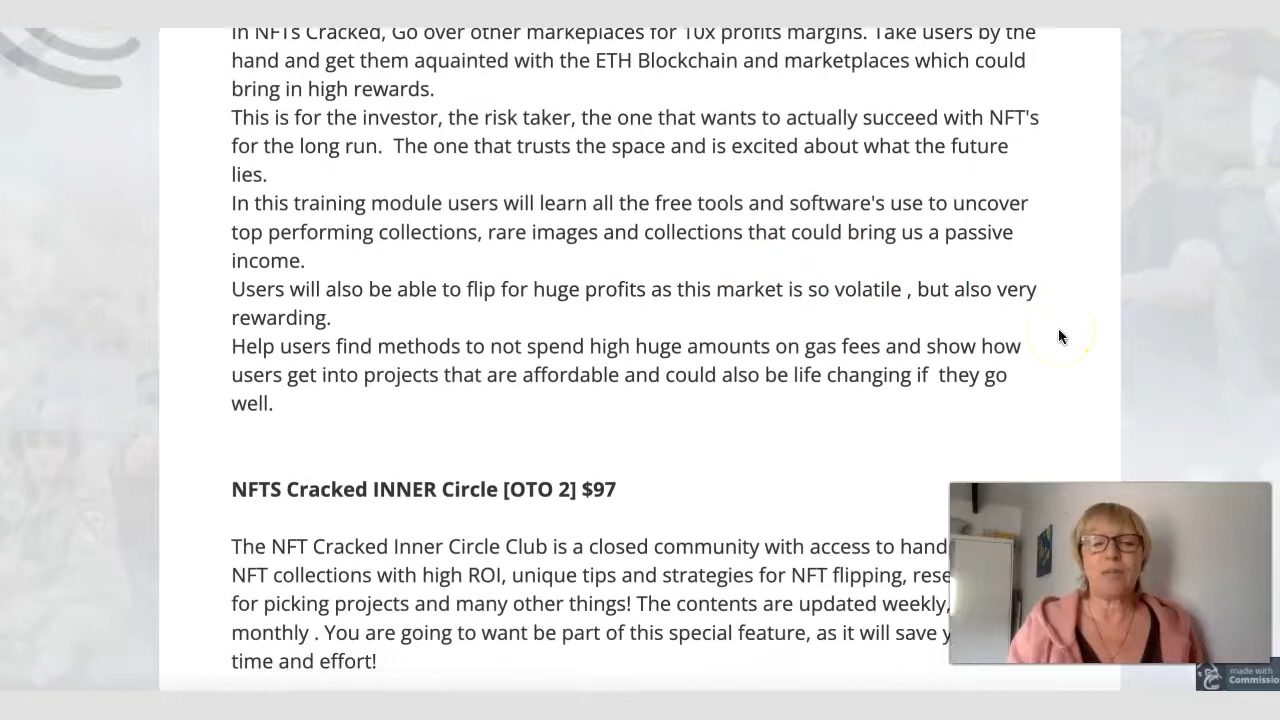 In NFTs Cracked, Go over other markeplaces for 10x profits margins. Take users by the
hand and get them aquainted with the ETH Blockchain and marketplaces which could
bring in high rewards.
This is for the investor, the risk taker, the one that wants to actually succeed with NFT's
for the long run.  The one that trusts the space and is excited about what the future
lies.
In this training module users will learn all the free tools and software's use to uncover
top performing collections, rare images and collections that could bring us a passive
income.
Users will also be able to flip for huge profits as this market is so volatile , but also very
rewarding.
Help users find methods to not spend high huge amounts on gas fees and show how
users get into projects that are affordable and could also be life changing if  they go
well.
NFTS Cracked INNER Circle [OTO 2] $97
The NFT Cracked Inner Circle Club is a closed community with access to hand
NFT collections with high ROI, unique tips and strategies for NFT flipping, rese
for picking projects and many other things! The contents are updated weekly,
monthly . You are going to want be part of this special feature, as it will save y
time and effort!
made with
Commissio